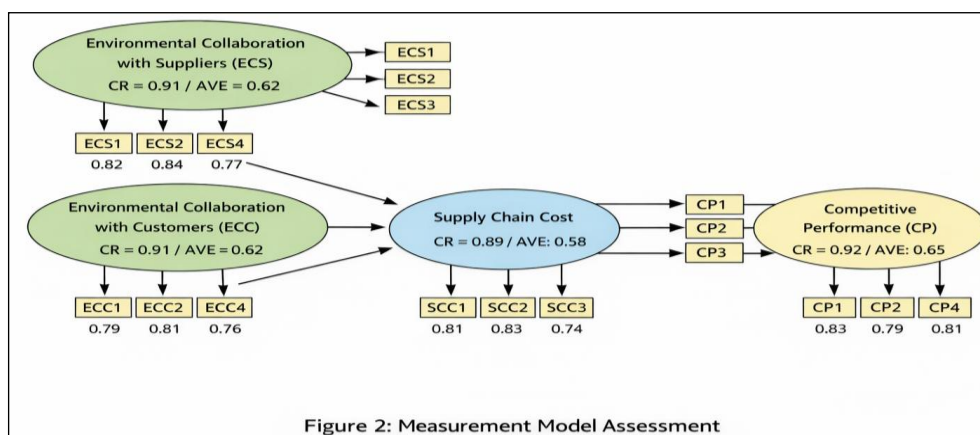 Environmental Collaboration
with Suppliers (ECS)
CR = 0.91 / AVE = 0.62
ECS1
ECS2
ECS3
ECS1 ECS2 ECS4
0.82 0.84 0.77
Environmental Collaboration
with Customers (ECC)
CR = 0.91 / AVE = 0.62
ECC1 ECC2 ECC4
0.79 0.81 0.76
Supply Chain Cost
CR = 0.89 / AVE: 0.58
SCC1 SCC2 SCC3
0.81 0.83 0.74
CP1
CP2
CP3
Competitive
Performance (CP)
CR = 0.92 / AVE: 0.65
CP1 CP2 CP4
0.83 0.79 0.81
Figure 2: Measurement Model Assessment